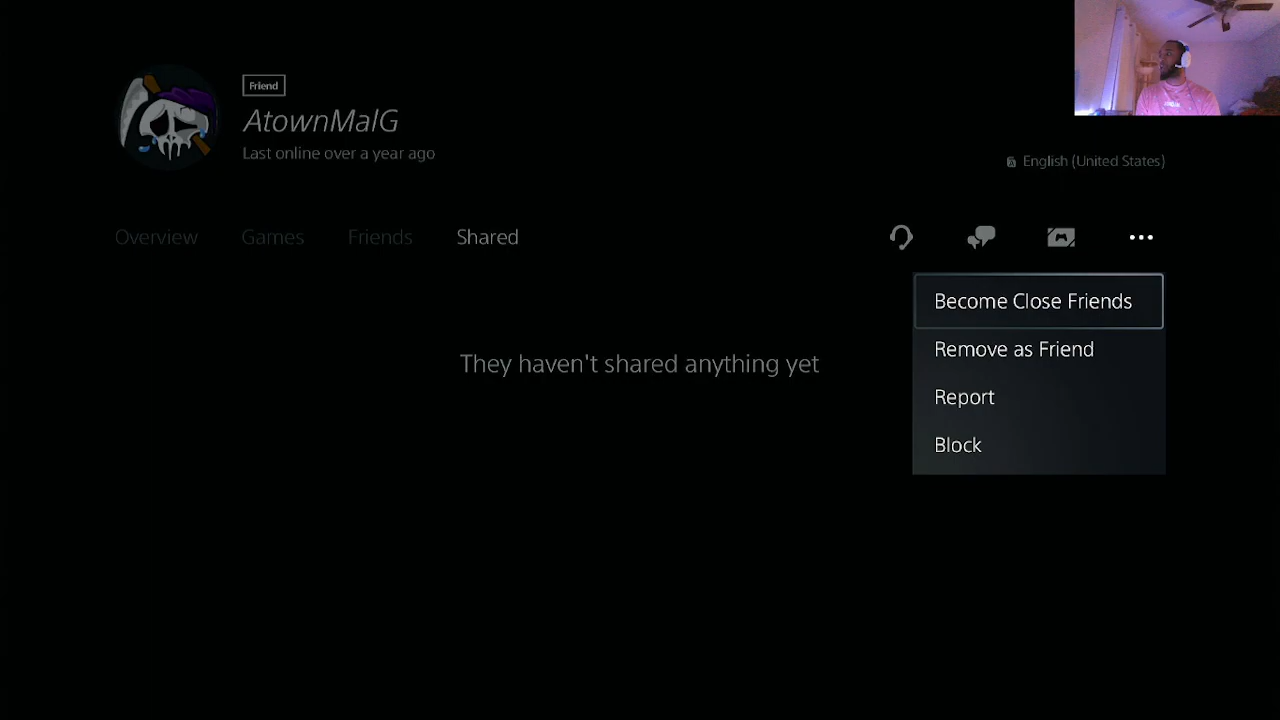 Friend
AtownMalG
Last online over a year ago
English (United States)
Overview
Games
Friends
Shared
Become Close Friends
Remove as Friend
Report
Block
They haven't shared anything yet